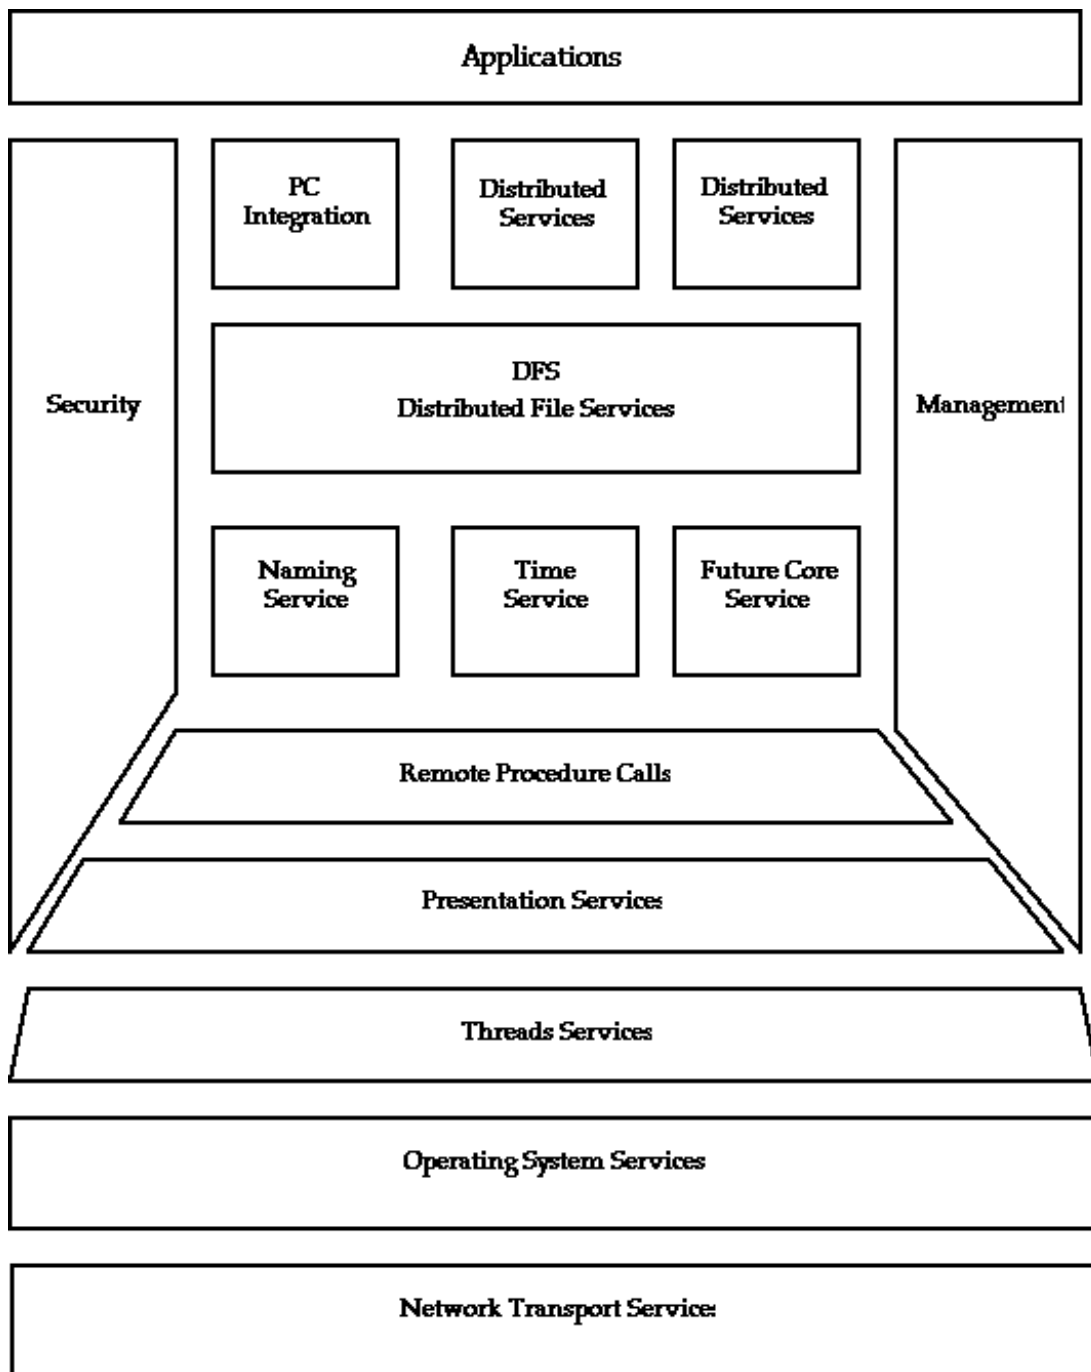 Applications
PC
Integration
Distributed
Services
Distributed
Services
DFS
Distributed File Services
Security
Management
Naming
Service
Time
Service
Future Core
Service
Remote Procedure Calls
Presentation Services
Threads Services
Operating System Services
Network Transport Services